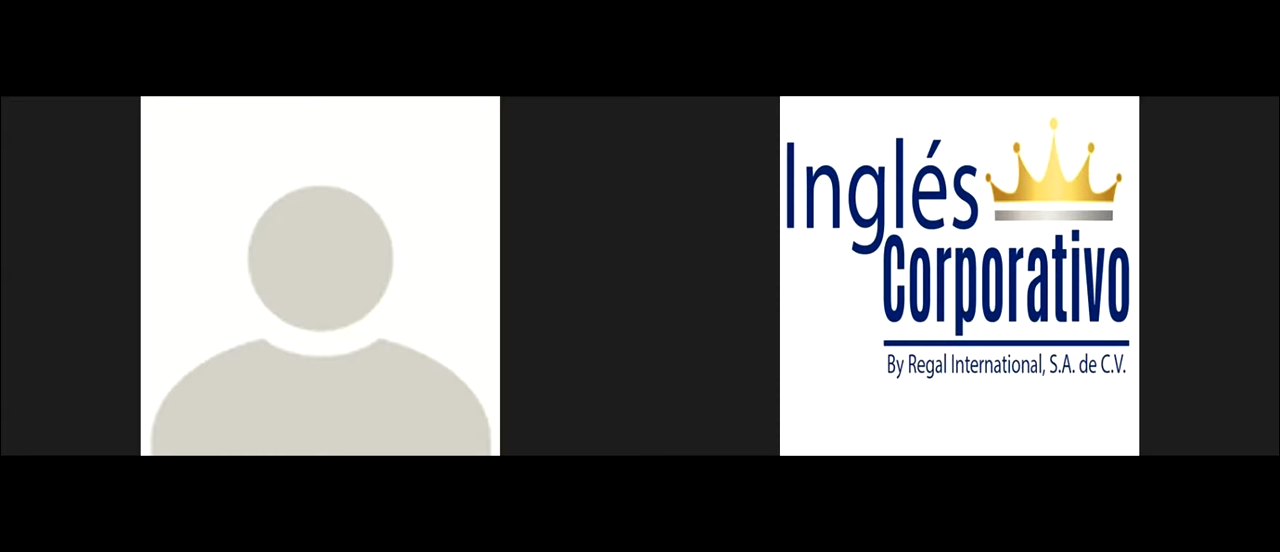 Inglés
Corporativo
By Regal International, S.A. de C.V.